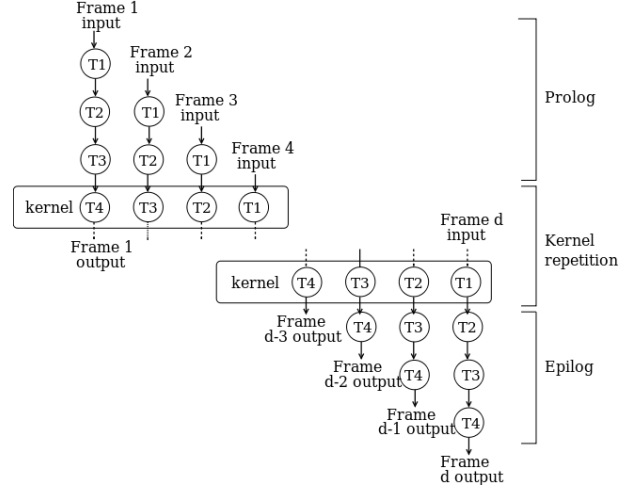 Frame 1
input
Frame 2
input
T1
Frame 3
input
Prolog
T2
T1
Frame 4
input
T3
T2
T1
kernel
T4
T3
T2
T1
Frame 1
output
Frame d
input
Kernel
repetition
kernel
T4
T3
T2
T1
Frame
d-3 output
T4
T3
T2
Frame
d-2 output
T4
T3
Epilog
Frame
d-1 output
T4
Frame
d output